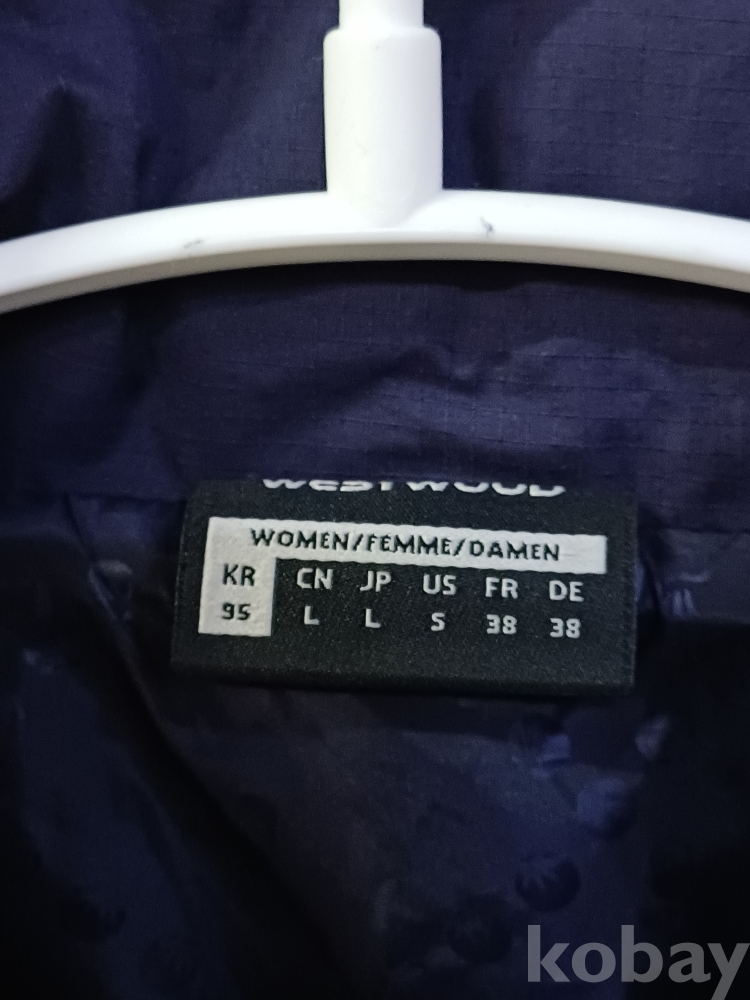 WESTWOOD
WOMEN/FEMME/DAMEN
KR CN JP US FR DE
95 L L S 38 38
kobay